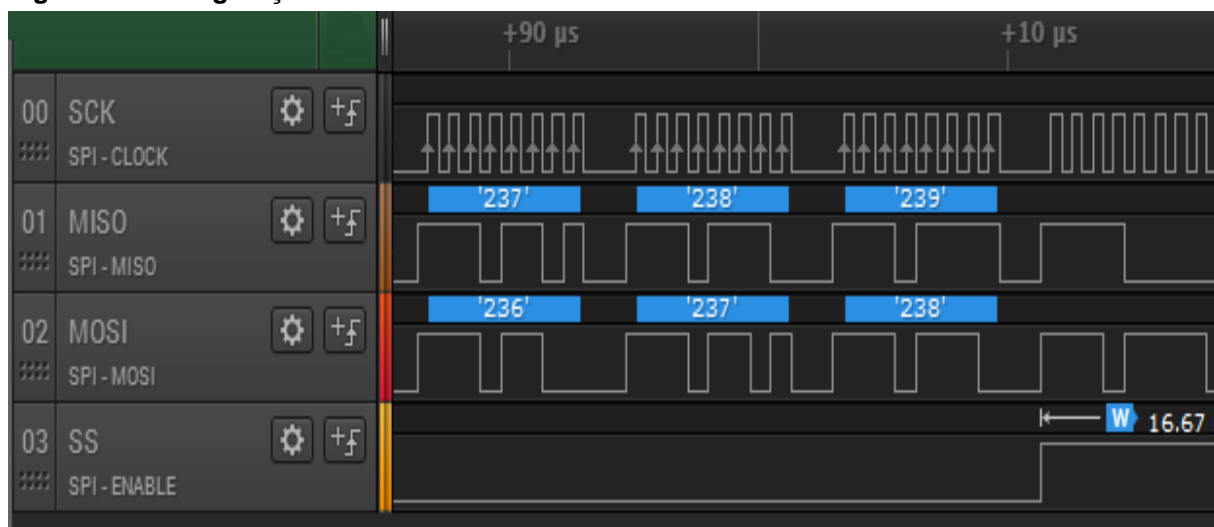 +90 µs +10 µs
00 SCK
SPI - CLOCK
'237' '238' '239'
01 MISO
SPI - MISO
'236' '237' '238'
02 MOSI
SPI - MOSI
W 16.67
03 SS
SPI - ENABLE